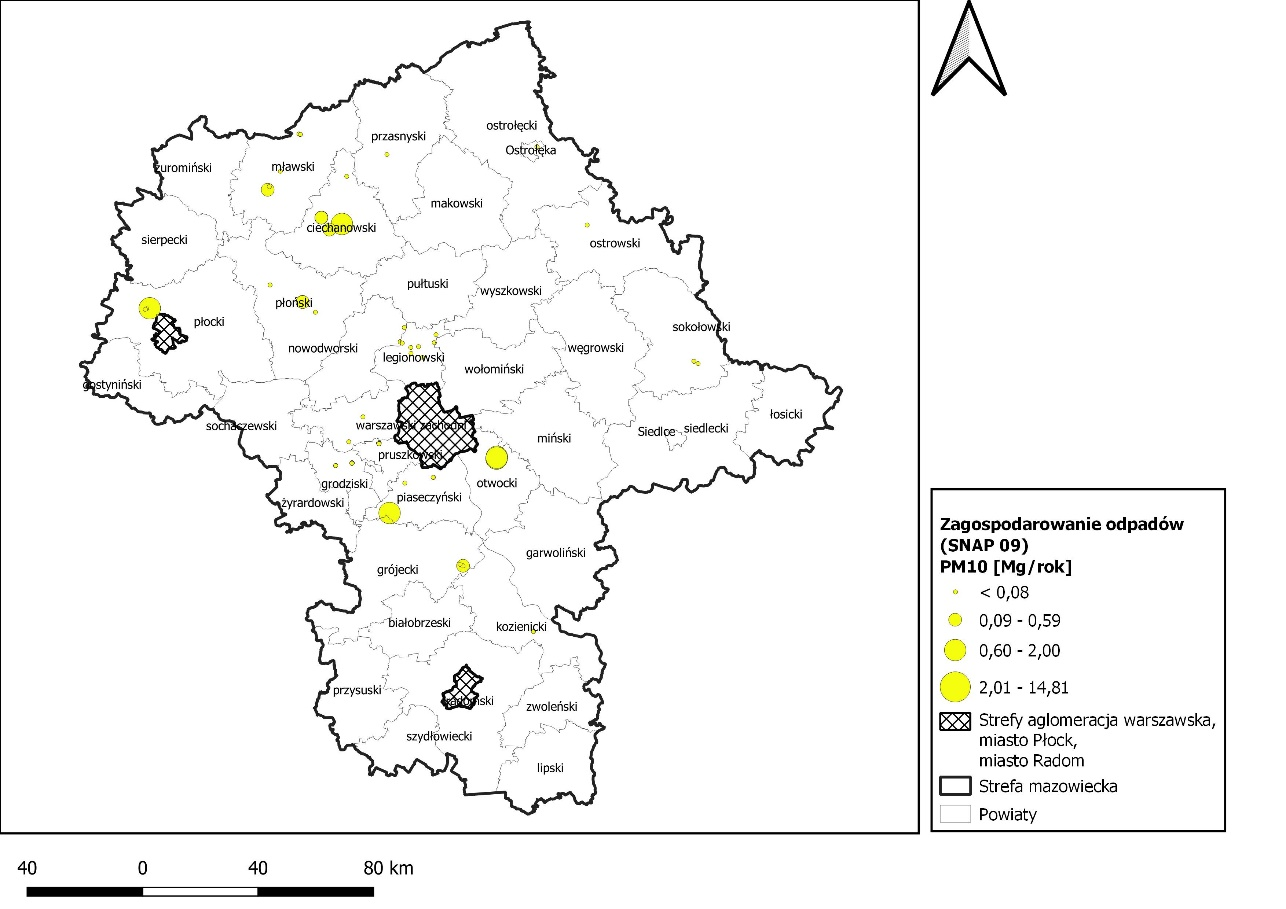 ostrołęcki
przasnyski
Ostrołęka
żuromiński
mławski
makowski
ciechanowski
sierpecki
ostrowski
pułtuski
wyszkowski
płoński
płocki
sokołowski
nowodworski
legionowski
węgrowski
wołomiński
gostyniński
łosicki
sochaczewski
warszawski zachodni
siedlecki
Siedlce
miński
pruszkowski
grodziski
otwocki
piaseczyński
żyrardowski
garwoliński
grójecki
białobrzeski
kozienicki
przysuski
radomski
zwoleński
szydłowiecki
lipski
Zagospodarowanie odpadów
(SNAP 09)
PM10 [Mg/rok]
< 0,08
0,09 - 0,59
0,60 - 2,00
2,01 - 14,81
Strefy aglomeracja warszawska,
miasto Płock,
miasto Radom
Strefa mazowiecka
Powiaty
40 0 40 80 km